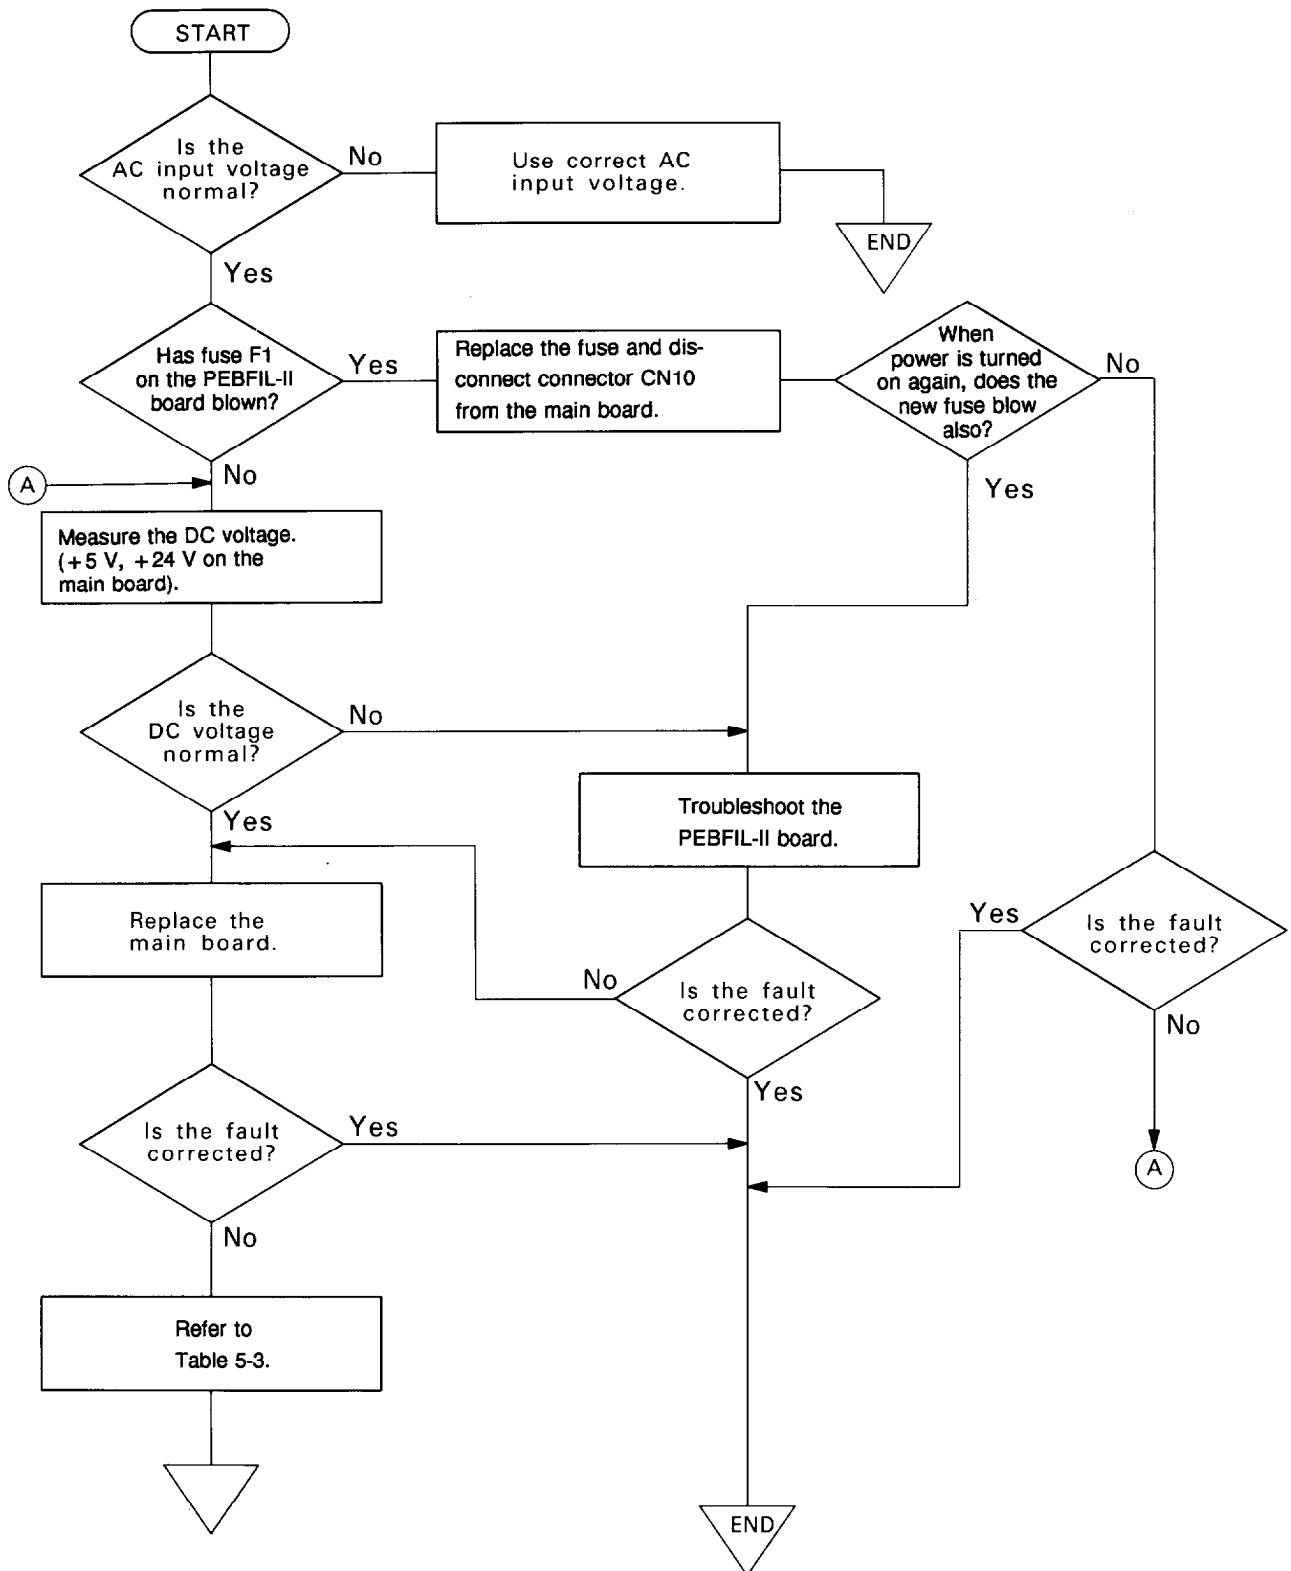 START
Is the
AC input voltage
normal?
No
Use correct AC
input voltage.
END
Yes
Has fuse F1
on the PEBFIL-II
board blown?
Yes
Replace the fuse and dis-
connect connector CN10
from the main board.
When
power is turned
on again, does the
new fuse blow
also?
No
Yes
No
A
Measure the DC voltage.
(+5 V, +24 V on the
main board).
Is the
DC voltage
normal?
No
Yes
Troubleshoot the
PEBFIL-II board.
Replace the
main board.
No
Is the fault
corrected?
Yes
Yes
Is the fault
corrected?
No
A
Is the fault
corrected?
Yes
No
Refer to
Table 5-3.
END